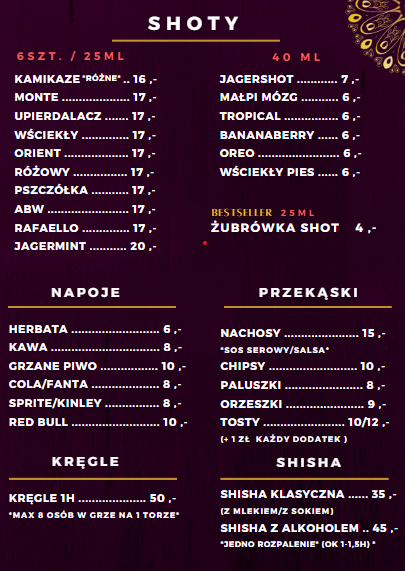 SHOTY
6SZT. / 25ML
KAMIKAZE *RÓŻNE* .. 16 ,-
MONTE .................... 17 ,-
UPIERDALACZ ....... 17 ,-
WŚCIEKŁY .............. 17 ,-
ORIENT .................. 17 ,-
RÓŻOWY ................ 17 ,-
PSZCZÓŁKA ........... 17 ,-
ABW ........................ 17 ,-
RAFAELLO .............. 17 ,-
JAGERMINT ........... 20 ,-
40 ML
JAGERSHOT ............ 7 ,-
MAŁPI MÓZG ........... 6 ,-
TROPICAL ................ 6 ,-
BANANABERRY ...... 6 ,-
OREO ........................ 6 ,-
WŚCIEKŁY PIES ...... 6 ,-
BESTSELLER 25ML
ŻUBRÓWKA SHOT 4 ,-
NAPOJE
HERBATA .......................... 6 ,-
KAWA ................................ 8 ,-
GRZANE PIWO ................. 10 ,-
COLA/FANTA .................... 8 ,-
SPRITE/KINLEY ................ 8 ,-
RED BULL ......................... 10 ,-
PRZEKĄSKI
NACHOSY ...................... 15 ,-
*SOS SEROWY/SALSA*
CHIPSY .......................... 10 ,-
PALUSZKI ........................ 8 ,-
ORZESZKI ....................... 9 ,-
TOSTY ......................... 10/12 ,-
(+ 1 ZŁ KAŻDY DODATEK )
KRĘGLE
KRĘGLE 1H .................... 50 ,-
*MAX 8 OSÓB W GRZE NA 1 TORZE*
SHISHA
SHISHA KLASYCZNA ...... 35 ,-
(Z MLEKIEM/Z SOKIEM)
SHISHA Z ALKOHOLEM .. 45 ,-
*JEDNO ROZPALENIE* (OK 1-1,5H) *